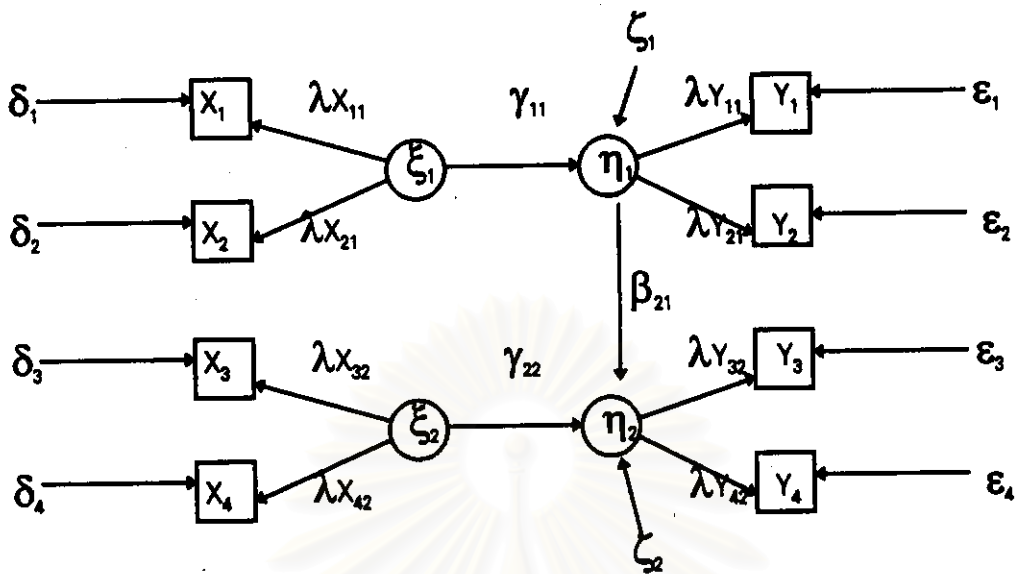 ζ₁
δ₁ X₁ λX₁₁ γ₁₁ λY₁₁ Y₁ ε₁
ξ₁ η₁
δ₂ X₂ λX₂₁ λY₂₁ Y₂ ε₂
β₂₁
δ₃ X₃ λX₃₂ γ₂₂ λY₃₂ Y₃ ε₃
ξ₂ η₂
δ₄ X₄ λX₄₂ λY₄₂ Y₄ ε₄
ζ₂